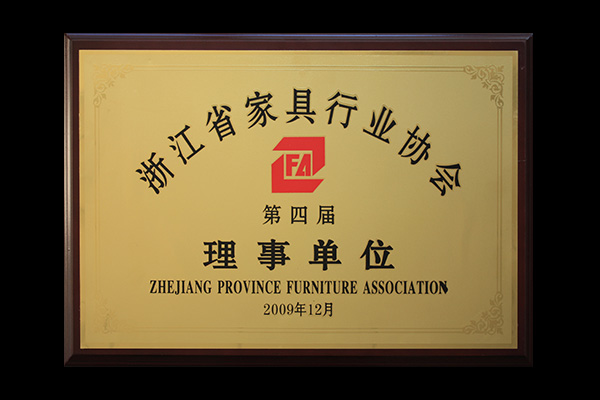 浙江省家具行业协会
ZFA
第四届
理事单位
ZHEJIANG PROVINCE FURNITURE ASSOCIATION
2009年12月